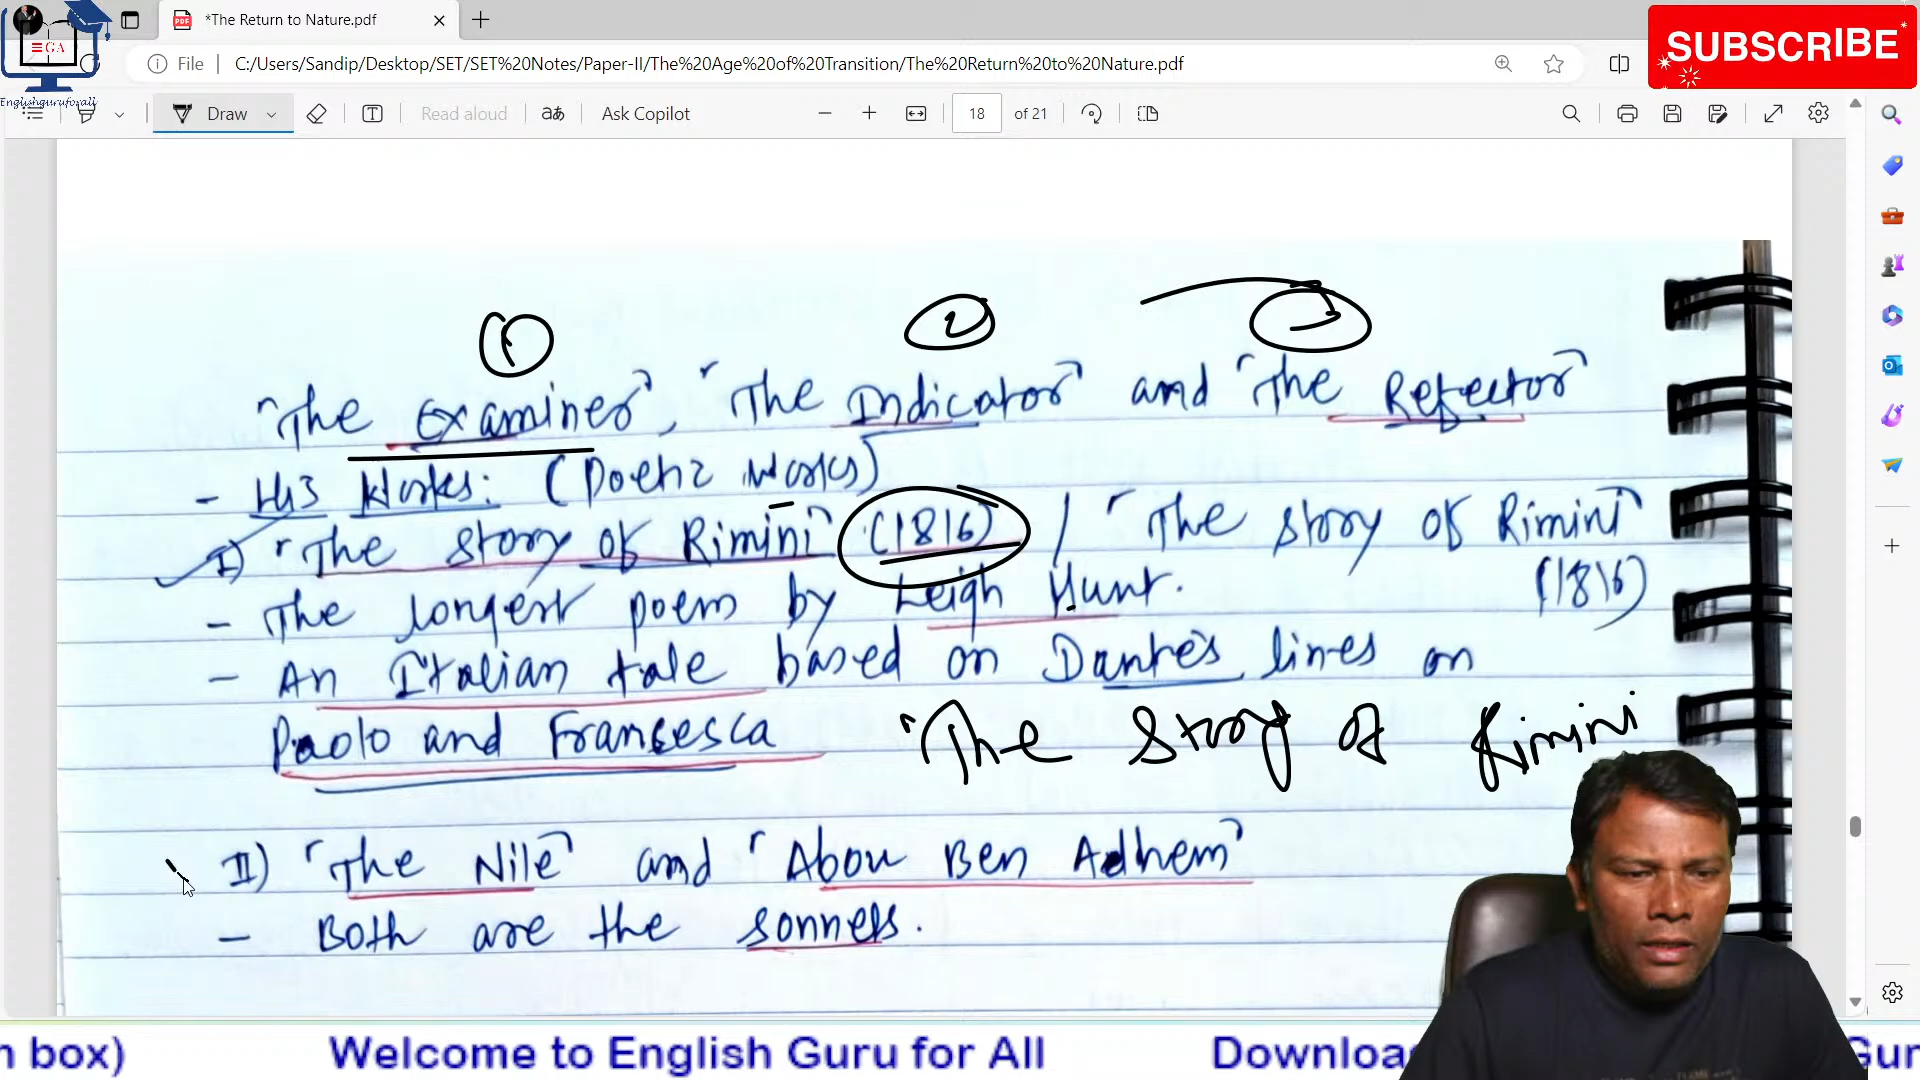 *The Return to Nature.pdf
File C:/Users/Sandip/Desktop/SET/SET%20Notes/Paper-II/The%20Age%20of%20Transition/The%20Return%20to%20Nature.pdf
SUBSCRIBE
GA
Englishguruforall
Draw
Read aloud
aあ
Ask Copilot
18 of 21
① ②
"The Examiner", "The Indicator" and "The Refector"
- His Works: (Poetic Works)
I) "The Story of Rimini" (1816) / "The Story of Rimini"
(1816)
- The longest poem by Leigh Hunt.
- An Italian tale based on Dante's lines on
Paolo and Francesca
"The Story of Rimini
II) "The Nile" and "Abou Ben Adhem"
- Both are the sonnets.
n box) Welcome to English Guru for All Downloa Gur